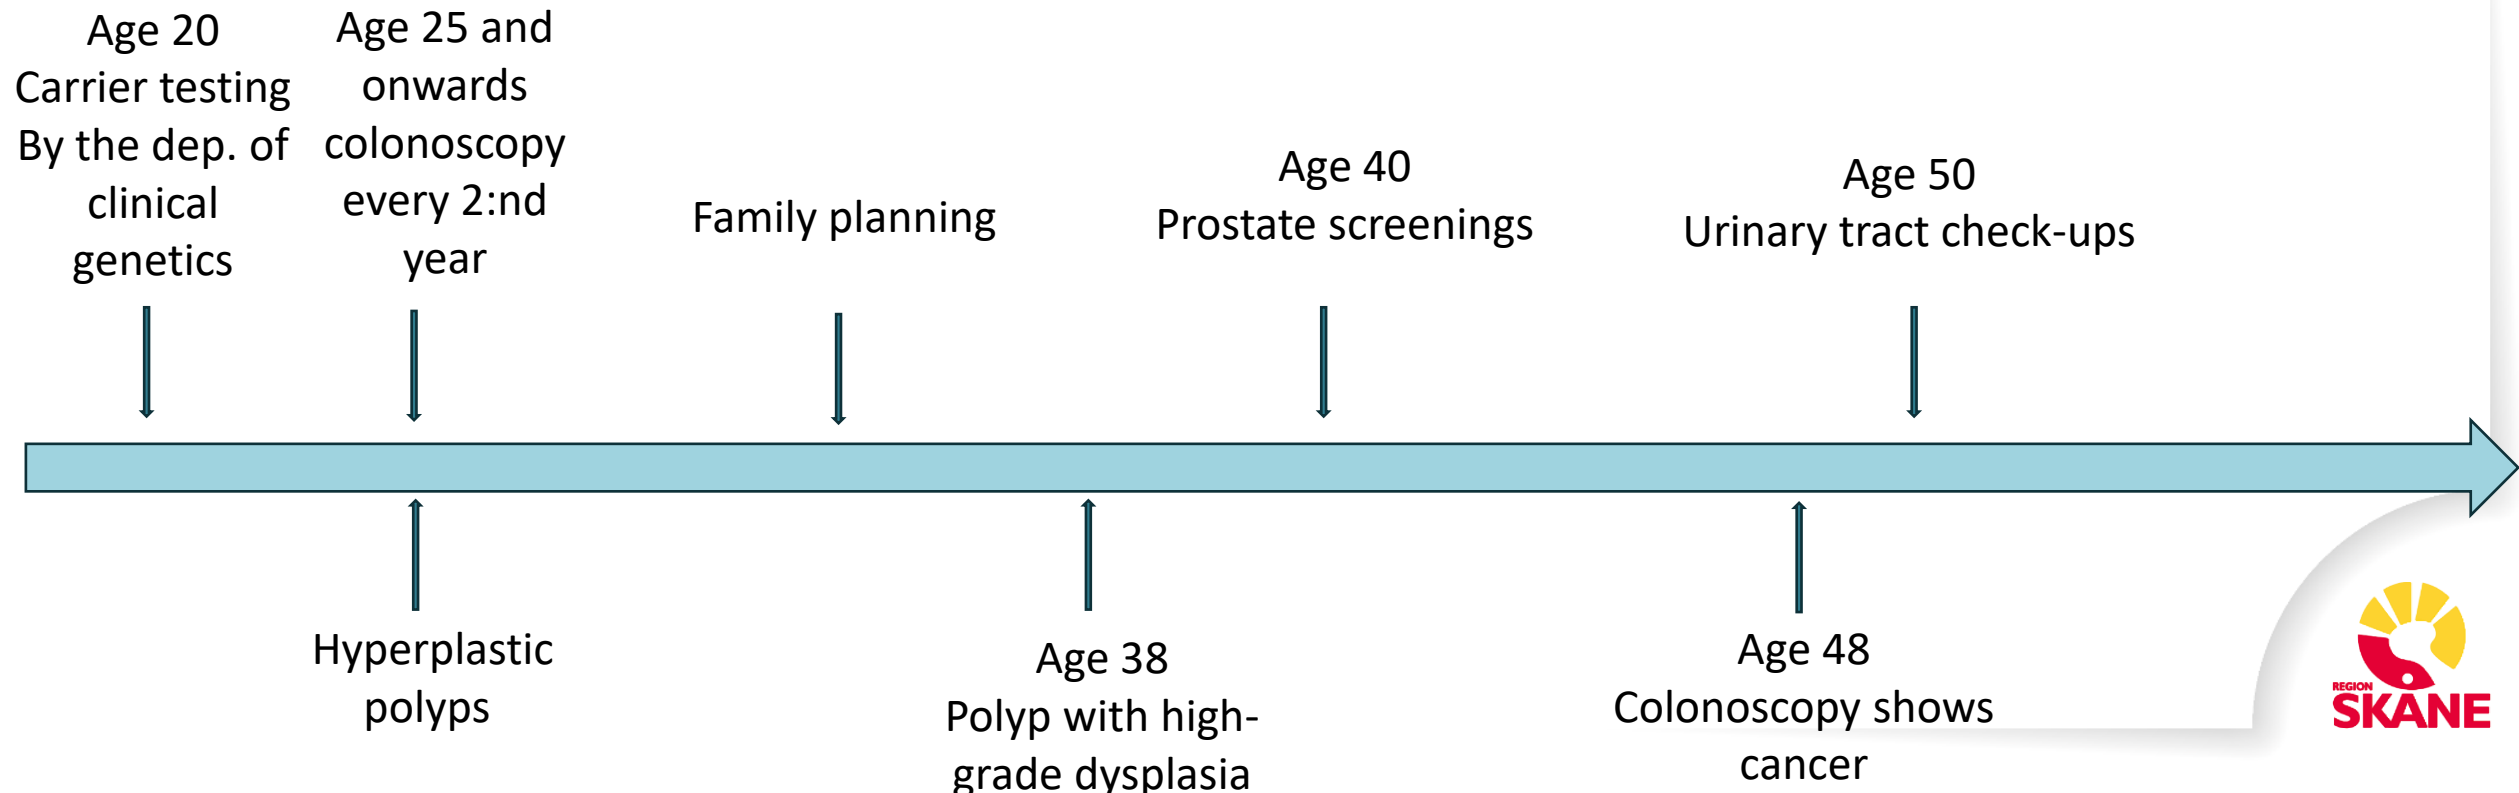 Age 20
Carrier testing
By the dep. of
clinical
genetics
Age 25 and
onwards
colonoscopy
every 2:nd
year
Family planning
Age 40
Prostate screenings
Age 50
Urinary tract check-ups
Hyperplastic
polyps
Age 38
Polyp with high-
grade dysplasia
Age 48
Colonoscopy shows
cancer
REGION
SKANE